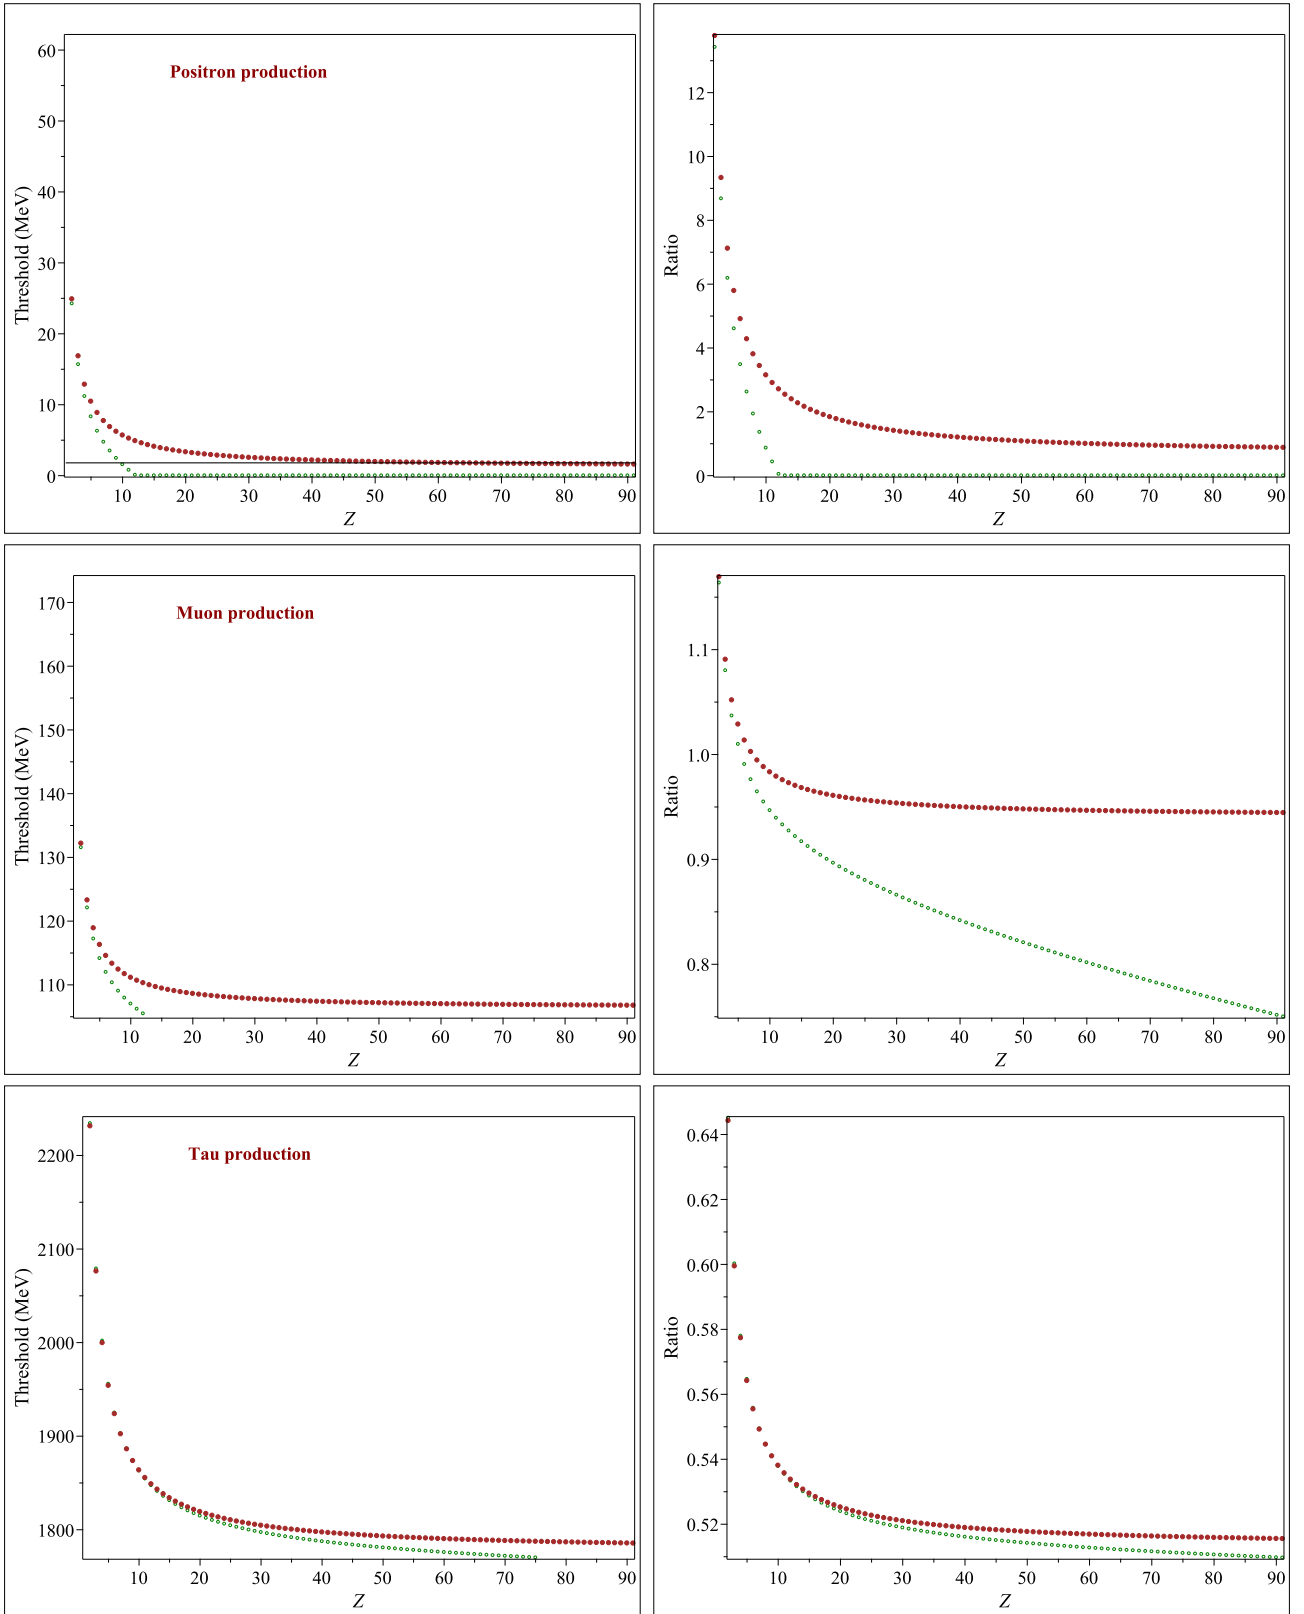 Positron production
Threshold (MeV)
60
50
40
30
20
10
0
10 20 30 40 50 60 70 80 90
Z
Ratio
12
10
8
6
4
2
0
10 20 30 40 50 60 70 80 90
Z
Muon production
Threshold (MeV)
170
160
150
140
130
120
110
10 20 30 40 50 60 70 80 90
Z
Ratio
1.1
1.0
0.9
0.8
10 20 30 40 50 60 70 80 90
Z
Tau production
Threshold (MeV)
2200
2100
2000
1900
1800
10 20 30 40 50 60 70 80 90
Z
Ratio
0.64
0.62
0.60
0.58
0.56
0.54
0.52
10 20 30 40 50 60 70 80 90
Z